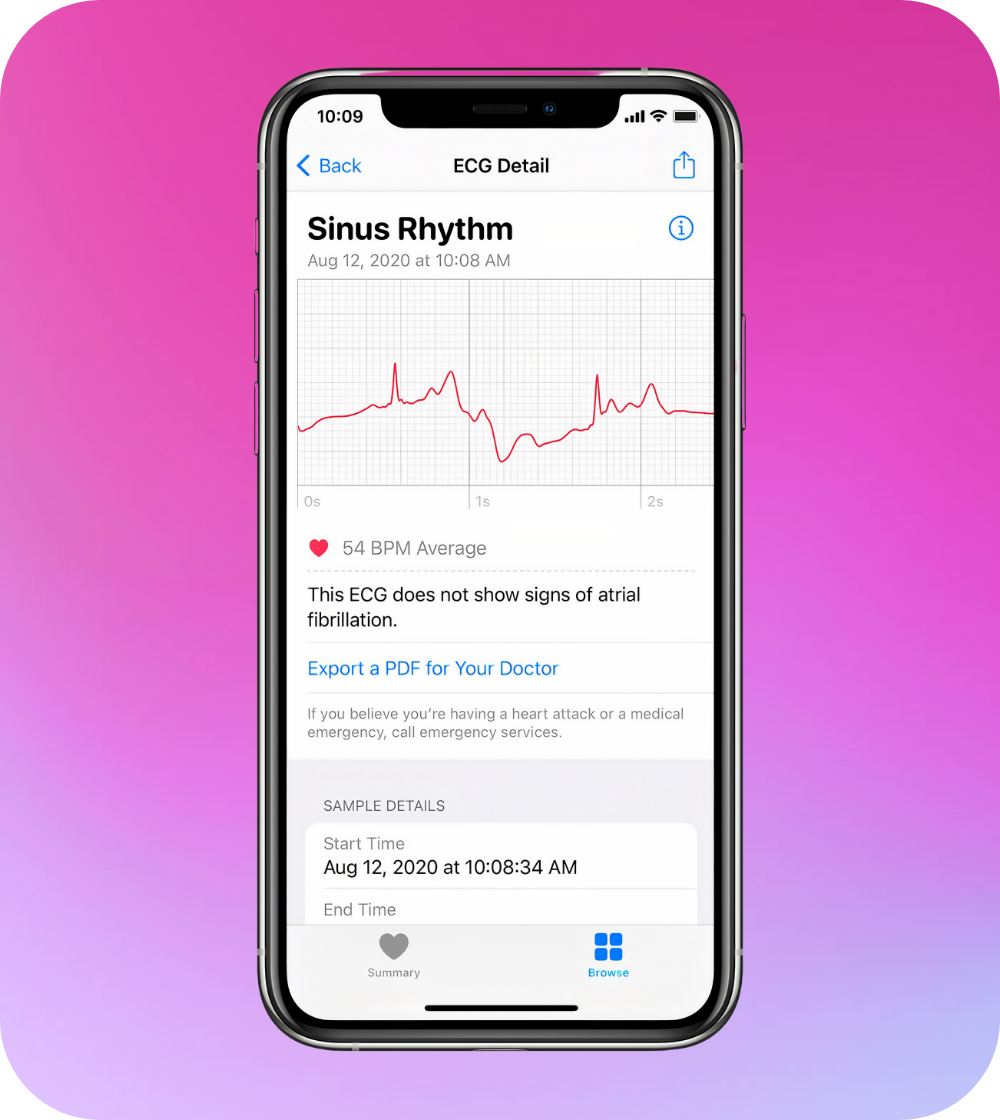 10:09
Back
ECG Detail
Sinus Rhythm
Aug 12, 2020 at 10:08 AM
0s
1s
2s
54 BPM Average
This ECG does not show signs of atrial
fibrillation.
Export a PDF for Your Doctor
If you believe you’re having a heart attack or a medical
emergency, call emergency services.
SAMPLE DETAILS
Start Time
Aug 12, 2020 at 10:08:34 AM
End Time
Summary
Browse